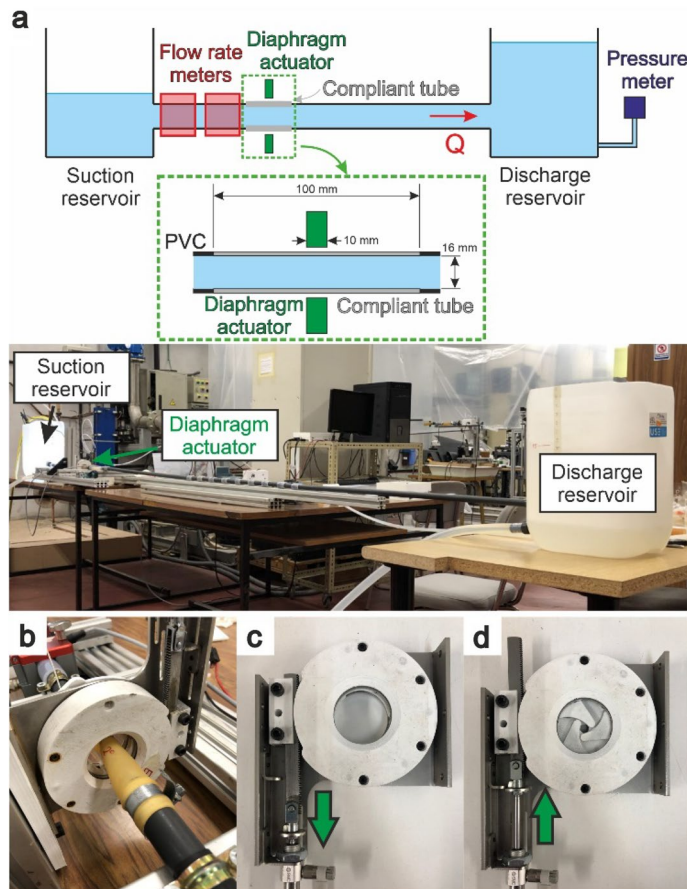 a
Flow rate
meters
Diaphragm
actuator
Compliant tube
Pressure
meter
Q
Suction
reservoir
Discharge
reservoir
100 mm
PVC
10 mm
16 mm
Diaphragm
actuator
Compliant tube
Suction
reservoir
Diaphragm
actuator
Discharge
reservoir
b
c
d